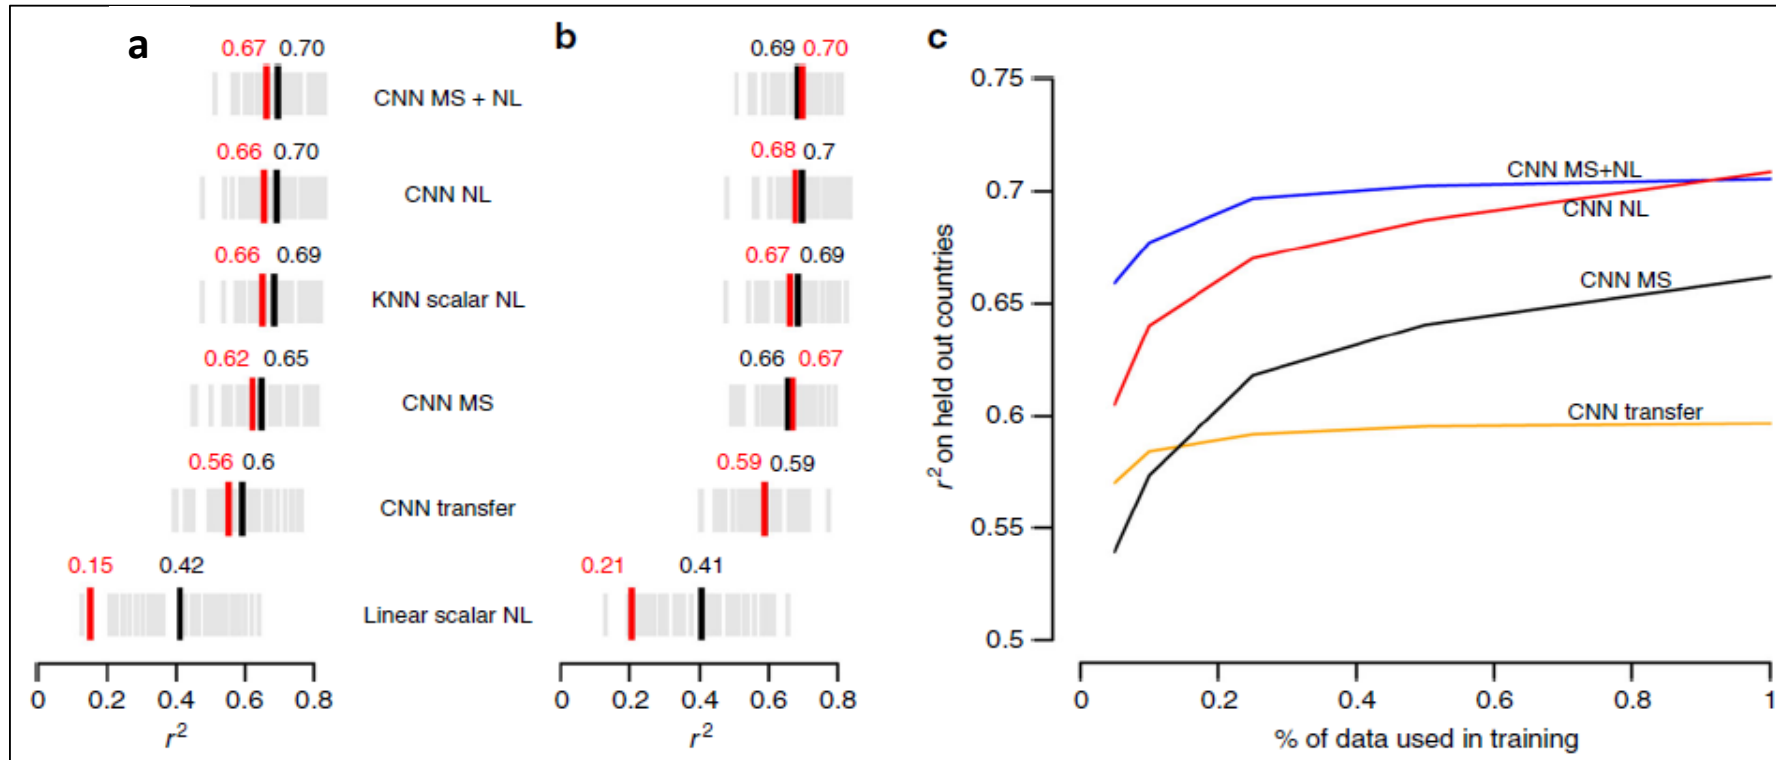 a
0.67 0.70
CNN MS + NL
0.66 0.70
CNN NL
0.66 0.69
KNN scalar NL
0.62 0.65
CNN MS
0.56 0.6
CNN transfer
0.15 0.42
Linear scalar NL
0 0.2 0.4 0.6 0.8
r²
b
0.69 0.70
0.68 0.7
0.67 0.69
0.66 0.67
0.59 0.59
0.21 0.41
0 0.2 0.4 0.6 0.8
r²
c
r² on held out countries
0.75
0.7
0.65
0.6
0.55
0.5
CNN MS+NL
CNN NL
CNN MS
CNN transfer
0 0.2 0.4 0.6 0.8 1
% of data used in training